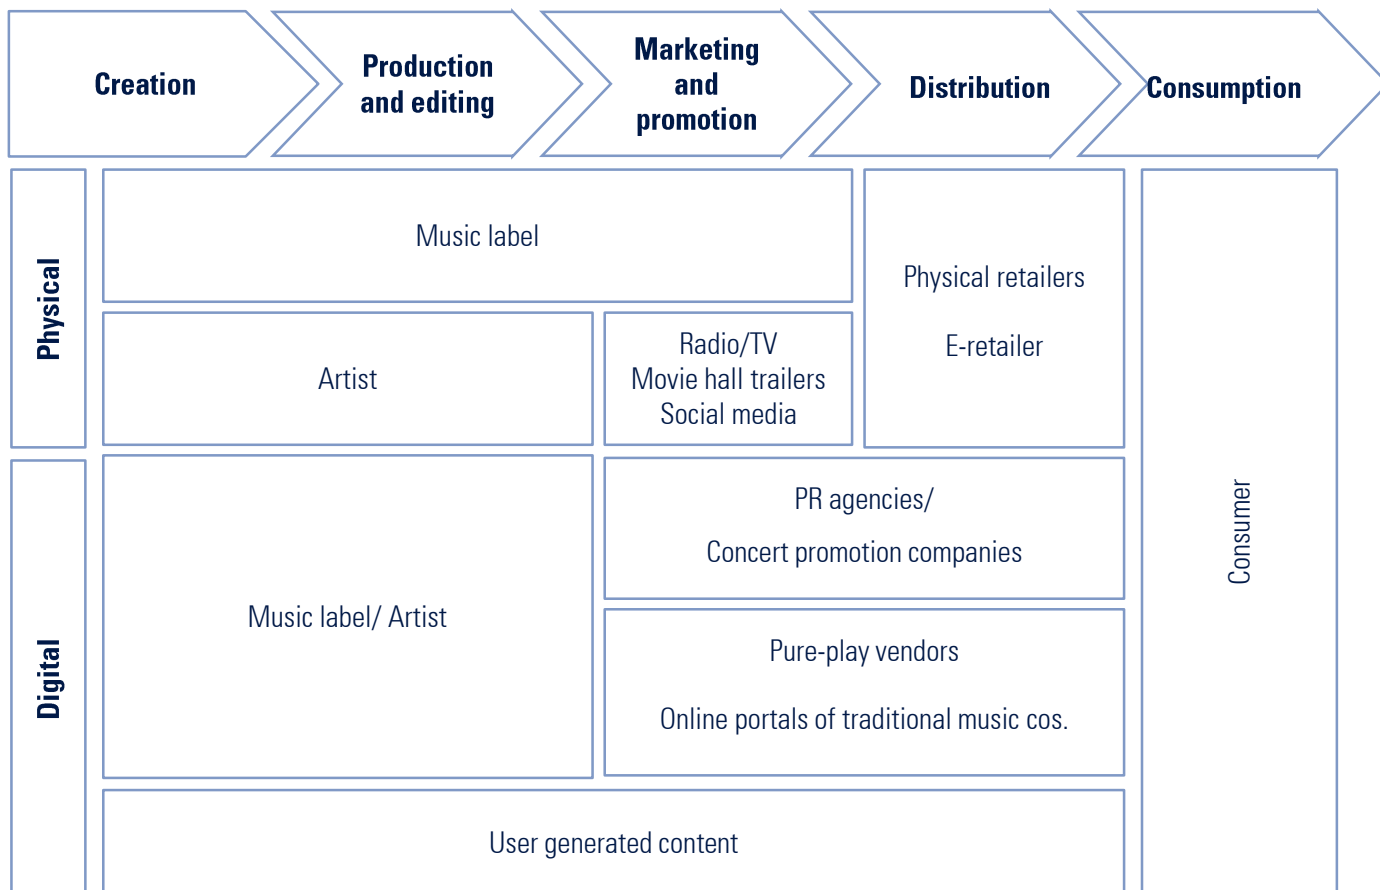 Creation
Production
and editing
Marketing
and
promotion
Distribution
Consumption
Physical
Music label
Physical retailers
E-retailer
Artist
Radio/TV
Movie hall trailers
Social media
Digital
Music label/ Artist
PR agencies/
Concert promotion companies
Pure-play vendors
Online portals of traditional music cos.
User generated content
Consumer